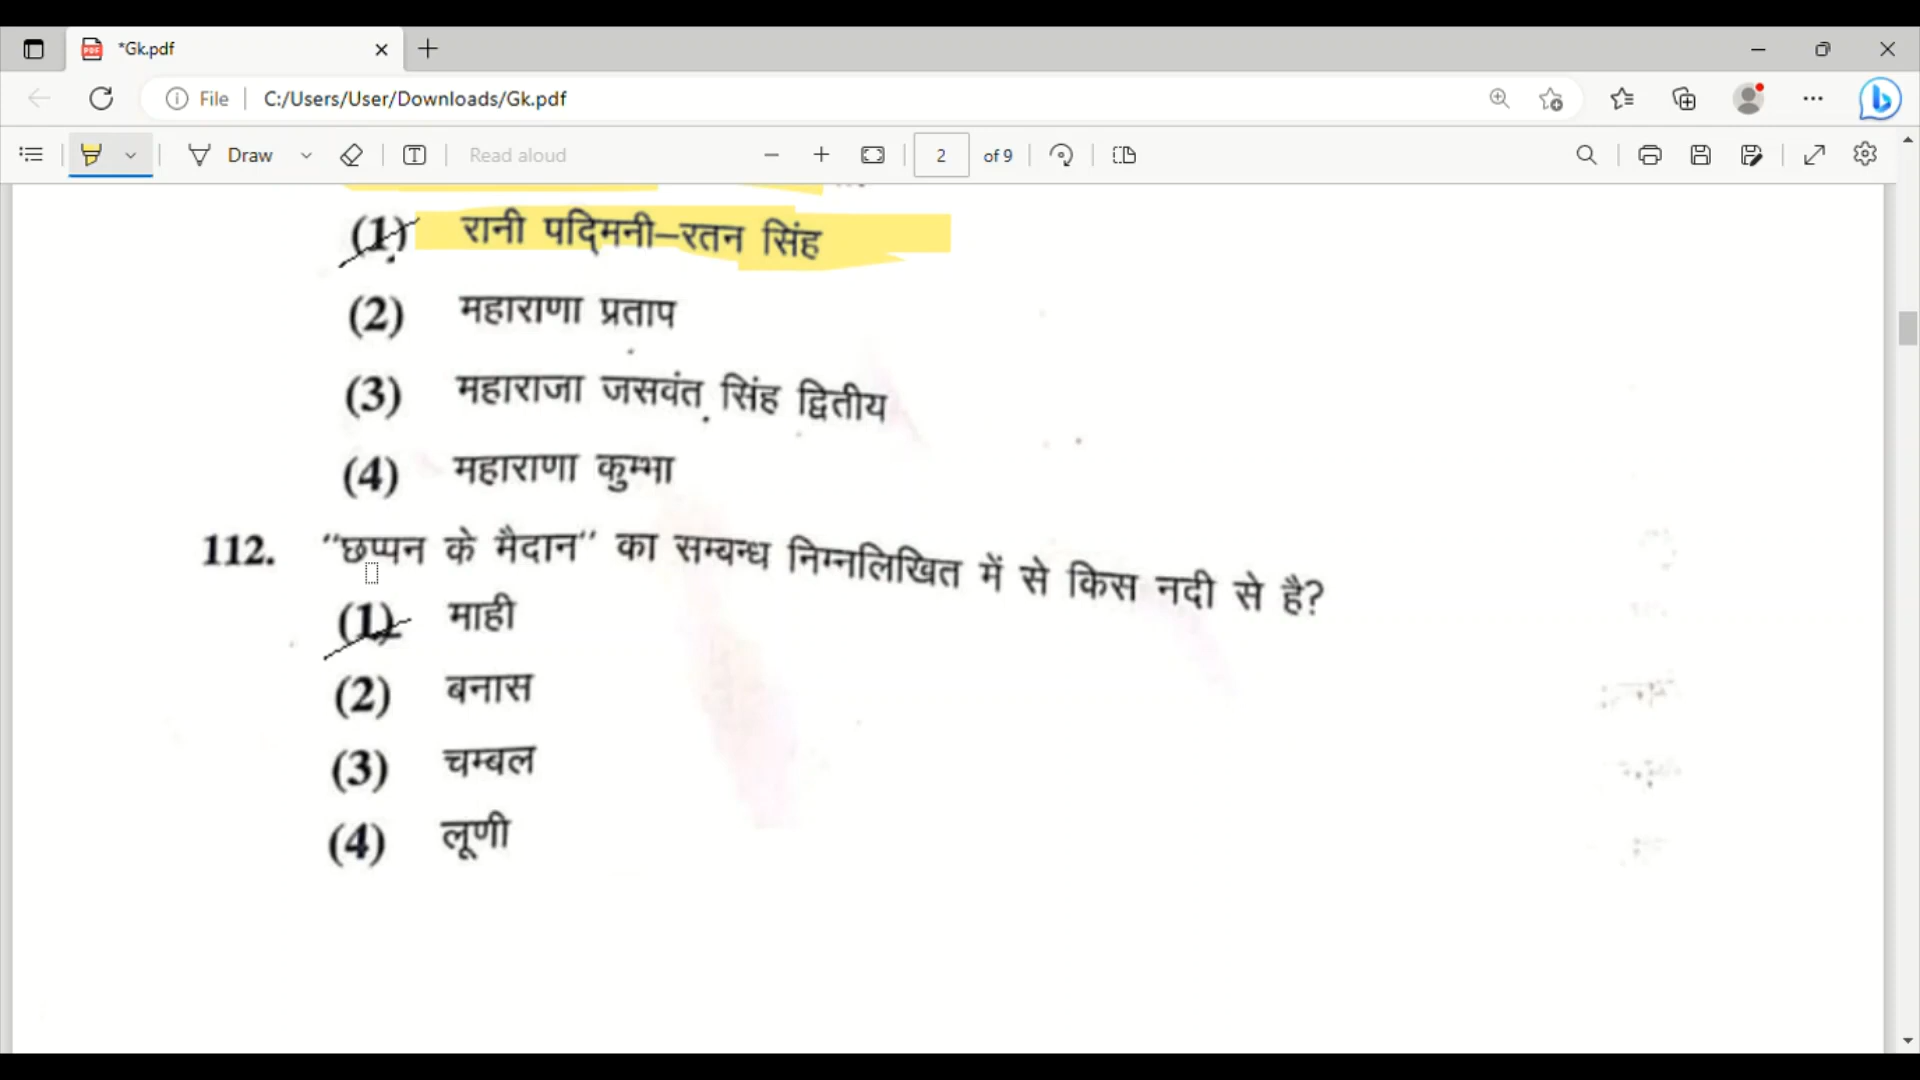 *Gk.pdf
File
C:/Users/User/Downloads/Gk.pdf
Draw
Read aloud
2 of 9
(1) रानी पद्मिनी–रतन सिंह
(2) महाराणा प्रताप
(3) महाराजा जसवंत सिंह द्वितीय
(4) महाराणा कुम्भा
112. “छप्पन के मैदान” का सम्बन्ध निम्नलिखित में से किस नदी से है?
(1) माही
(2) बनास
(3) चम्बल
(4) लूणी